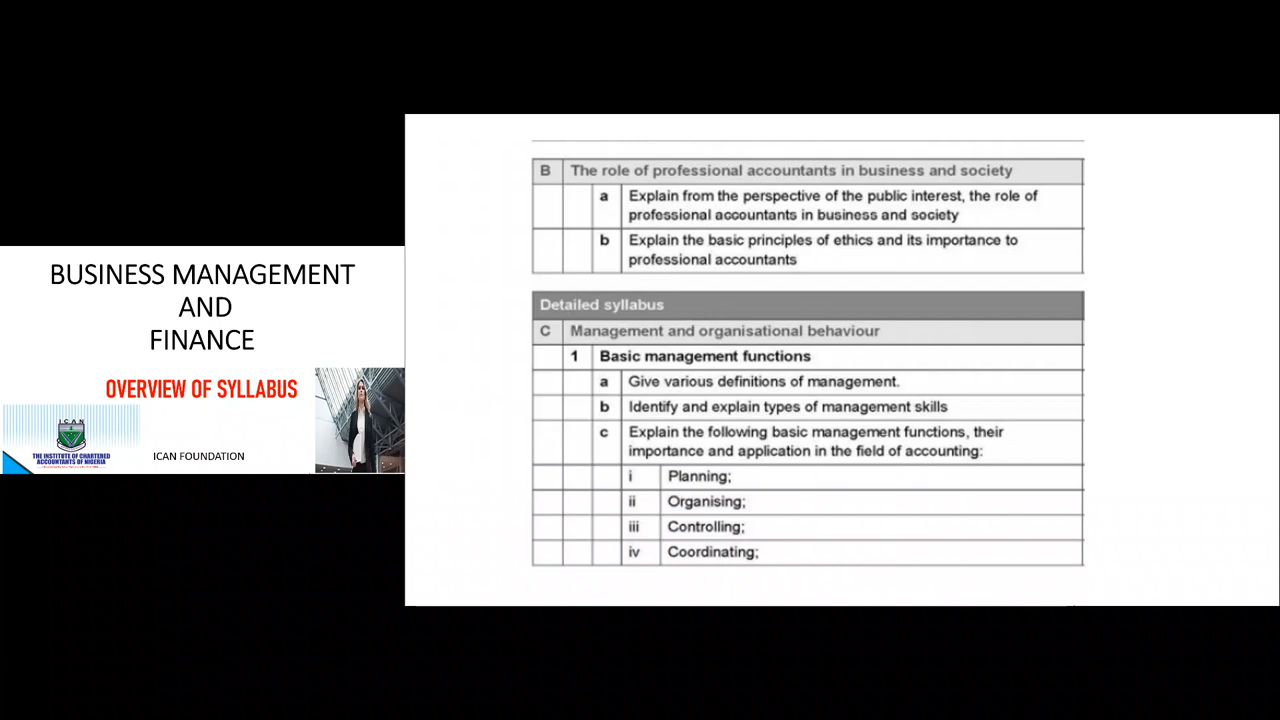 BUSINESS MANAGEMENT
AND
FINANCE
OVERVIEW OF SYLLABUS
ICAN
THE INSTITUTE OF CHARTERED
ACCOUNTANTS OF NIGERIA
ICAN FOUNDATION
B The role of professional accountants in business and society
a Explain from the perspective of the public interest, the role of
professional accountants in business and society
b Explain the basic principles of ethics and its importance to
professional accountants
Detailed syllabus
C Management and organisational behaviour
1 Basic management functions
a Give various definitions of management.
b Identify and explain types of management skills
c Explain the following basic management functions, their
importance and application in the field of accounting:
i Planning;
ii Organising;
iii Controlling;
iv Coordinating;